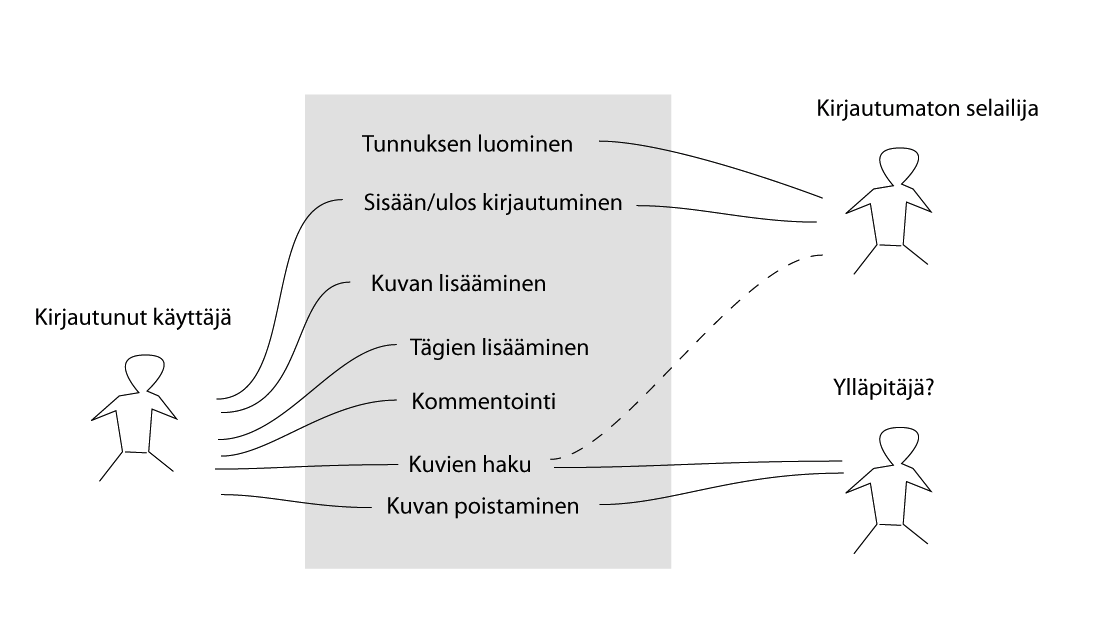 Kirjautumaton selailija
Tunnuksen luominen
Sisään/ulos kirjautuminen
Kuvan lisääminen
Kirjautunut käyttäjä
Tägien lisääminen
Ylläpitäjä?
Kommentointi
Kuvien haku
Kuvan poistaminen